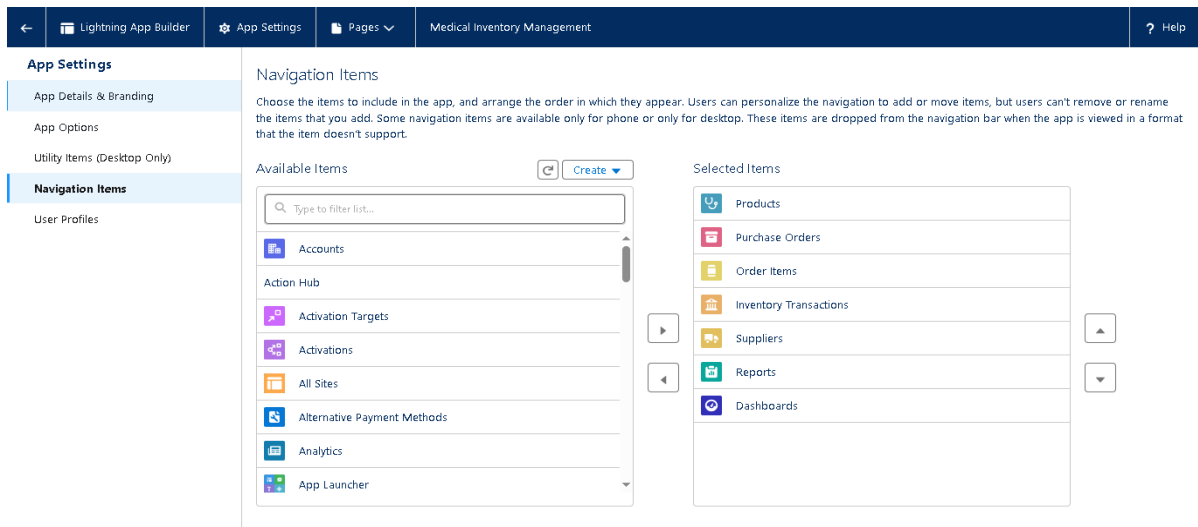 Lightning App Builder
App Settings
Pages
Medical Inventory Management
? Help
App Settings
App Details & Branding
App Options
Utility Items (Desktop Only)
Navigation Items
User Profiles
Navigation Items
Choose the items to include in the app, and arrange the order in which they appear. Users can personalize the navigation to add or move items, but users can't remove or rename
the items that you add. Some navigation items are available only for phone or only for desktop. These items are dropped from the navigation bar when the app is viewed in a format
that the item doesn't support.
Available Items
Create
Type to filter list...
Accounts
Action Hub
Activation Targets
Activations
All Sites
Alternative Payment Methods
Analytics
App Launcher
Selected Items
Products
Purchase Orders
Order Items
Inventory Transactions
Suppliers
Reports
Dashboards